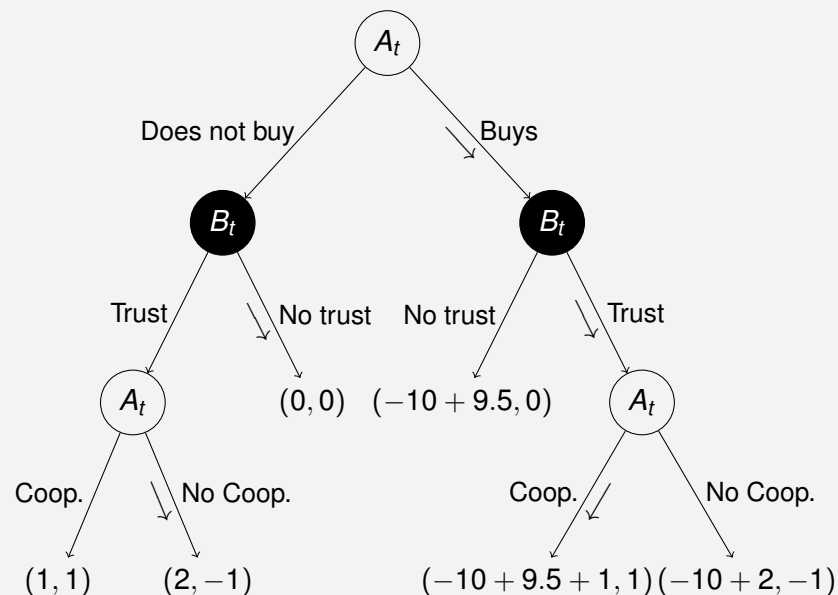 A_t
Does not buy
Buys
B_t
B_t
Trust
No trust
No trust
Trust
A_t
(0, 0)
(−10 + 9.5, 0)
A_t
Coop.
No Coop.
Coop.
No Coop.
(1, 1)
(2, −1)
(−10 + 9.5 + 1, 1)
(−10 + 2, −1)